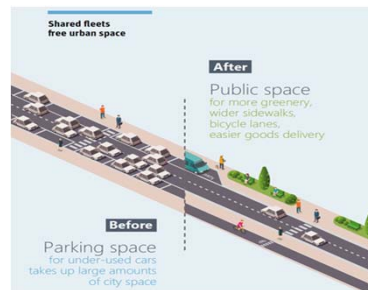 Shared fleets
free urban space
After
Public space
for more greenery,
wider sidewalks,
bicycle lanes,
easier goods delivery
Before
Parking space
for under-used cars
takes up large amounts
of city space